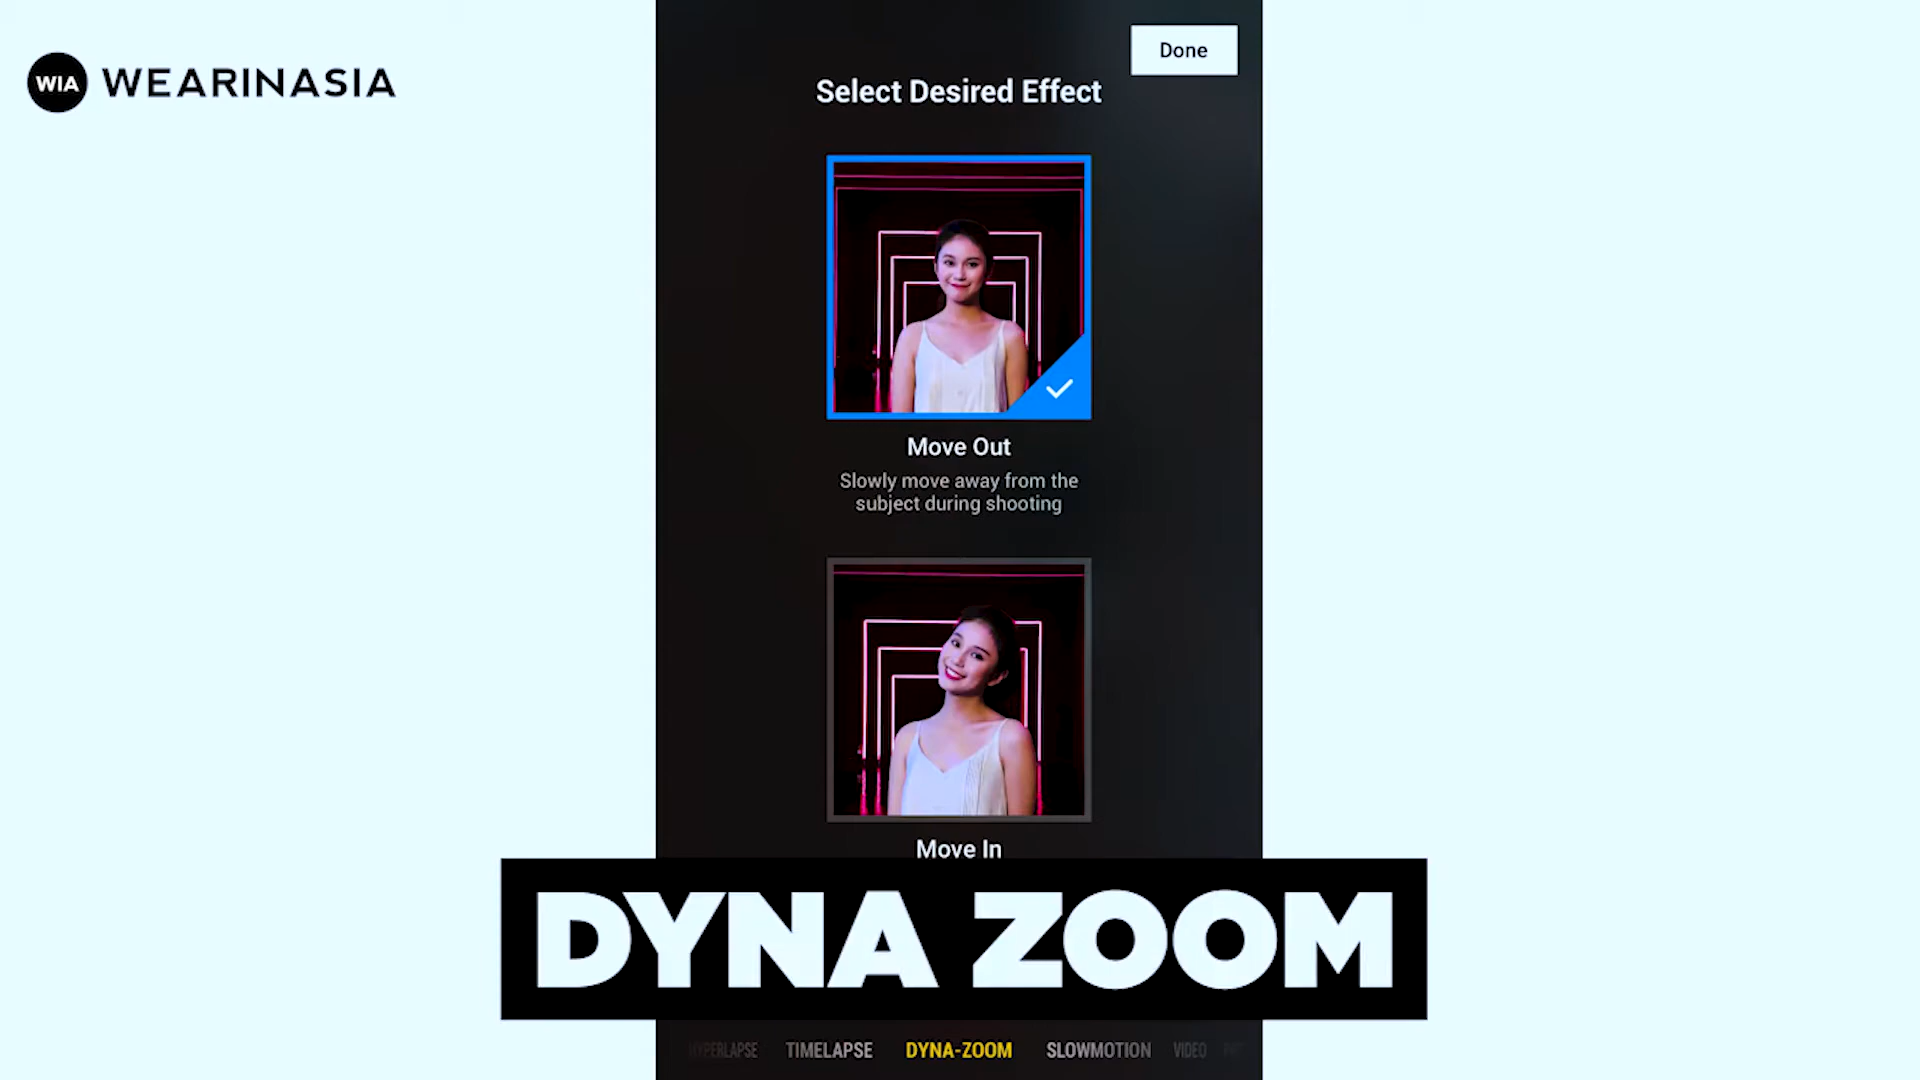 WIA WEARINASIA
Done
Select Desired Effect
Move Out
Slowly move away from the
subject during shooting
Move In
DYNA ZOOM
HYPERLAPSE TIMELAPSE DYNA-ZOOM SLOWMOTION VIDEO